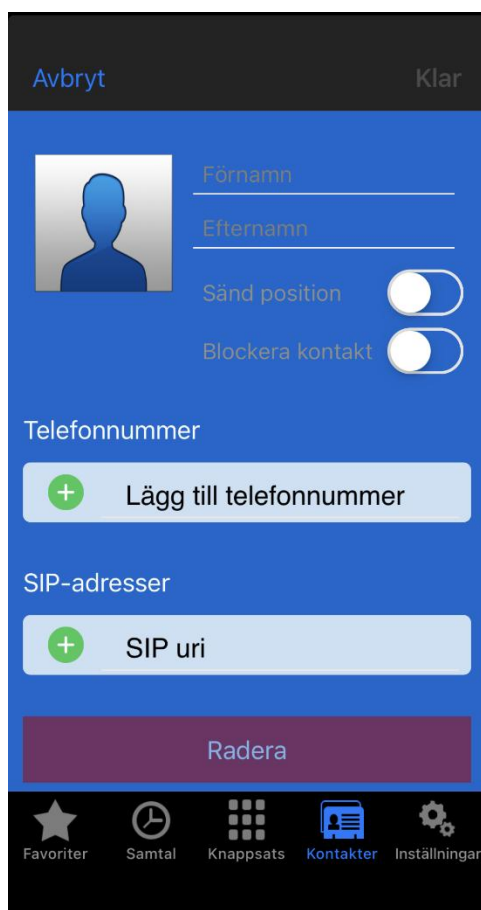 Avbryt Klar
Förnamn
Efternamn
Sänd position
Blockera kontakt
Telefonnummer
Lägg till telefonnummer
SIP-adresser
SIP uri
Radera
Favoriter Samtal Knappsats Kontakter Inställningar